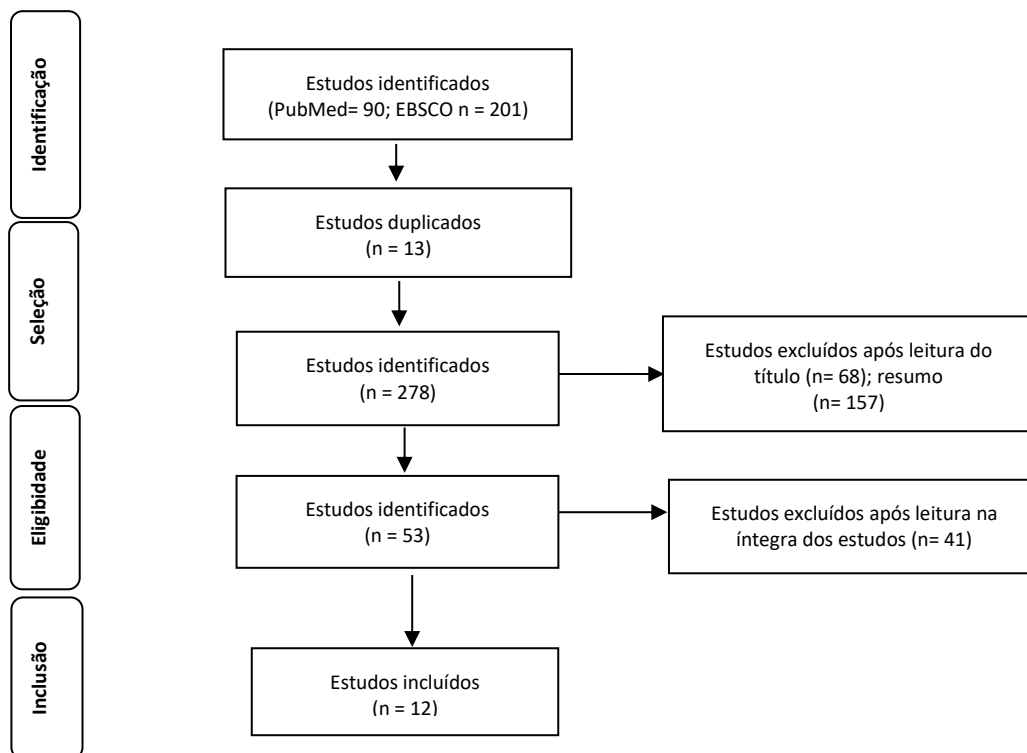 Identificação
Estudos identificados
(PubMed= 90; EBSCO n = 201)
Estudos duplicados
(n = 13)
Seleção
Estudos identificados
(n = 278)
Estudos excluídos após leitura do
título (n= 68); resumo
(n= 157)
Eligibidade
Estudos identificados
(n = 53)
Estudos excluídos após leitura na
íntegra dos estudos (n= 41)
Inclusão
Estudos incluídos
(n = 12)